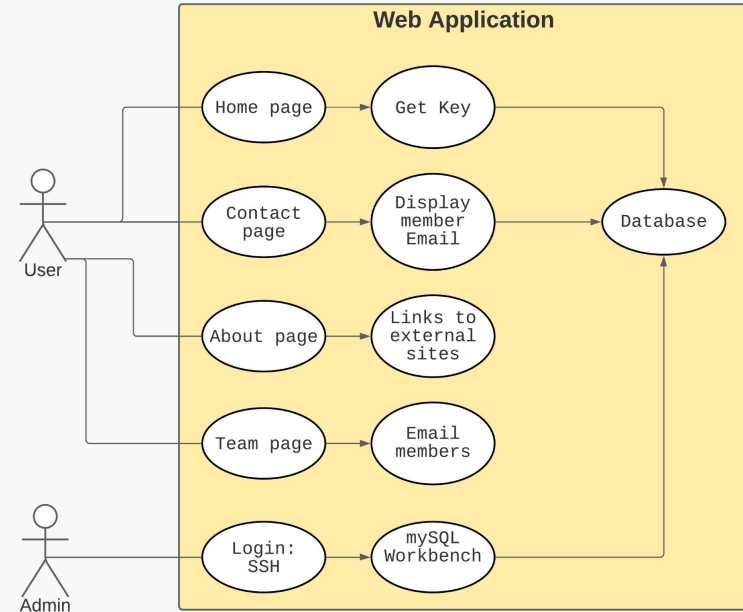 Web Application
Home page
Get Key
Contact
page
Display
member
Email
Database
User
About page
Links to
external
sites
Team page
Email
members
Login:
SSH
mySQL
Workbench
Admin